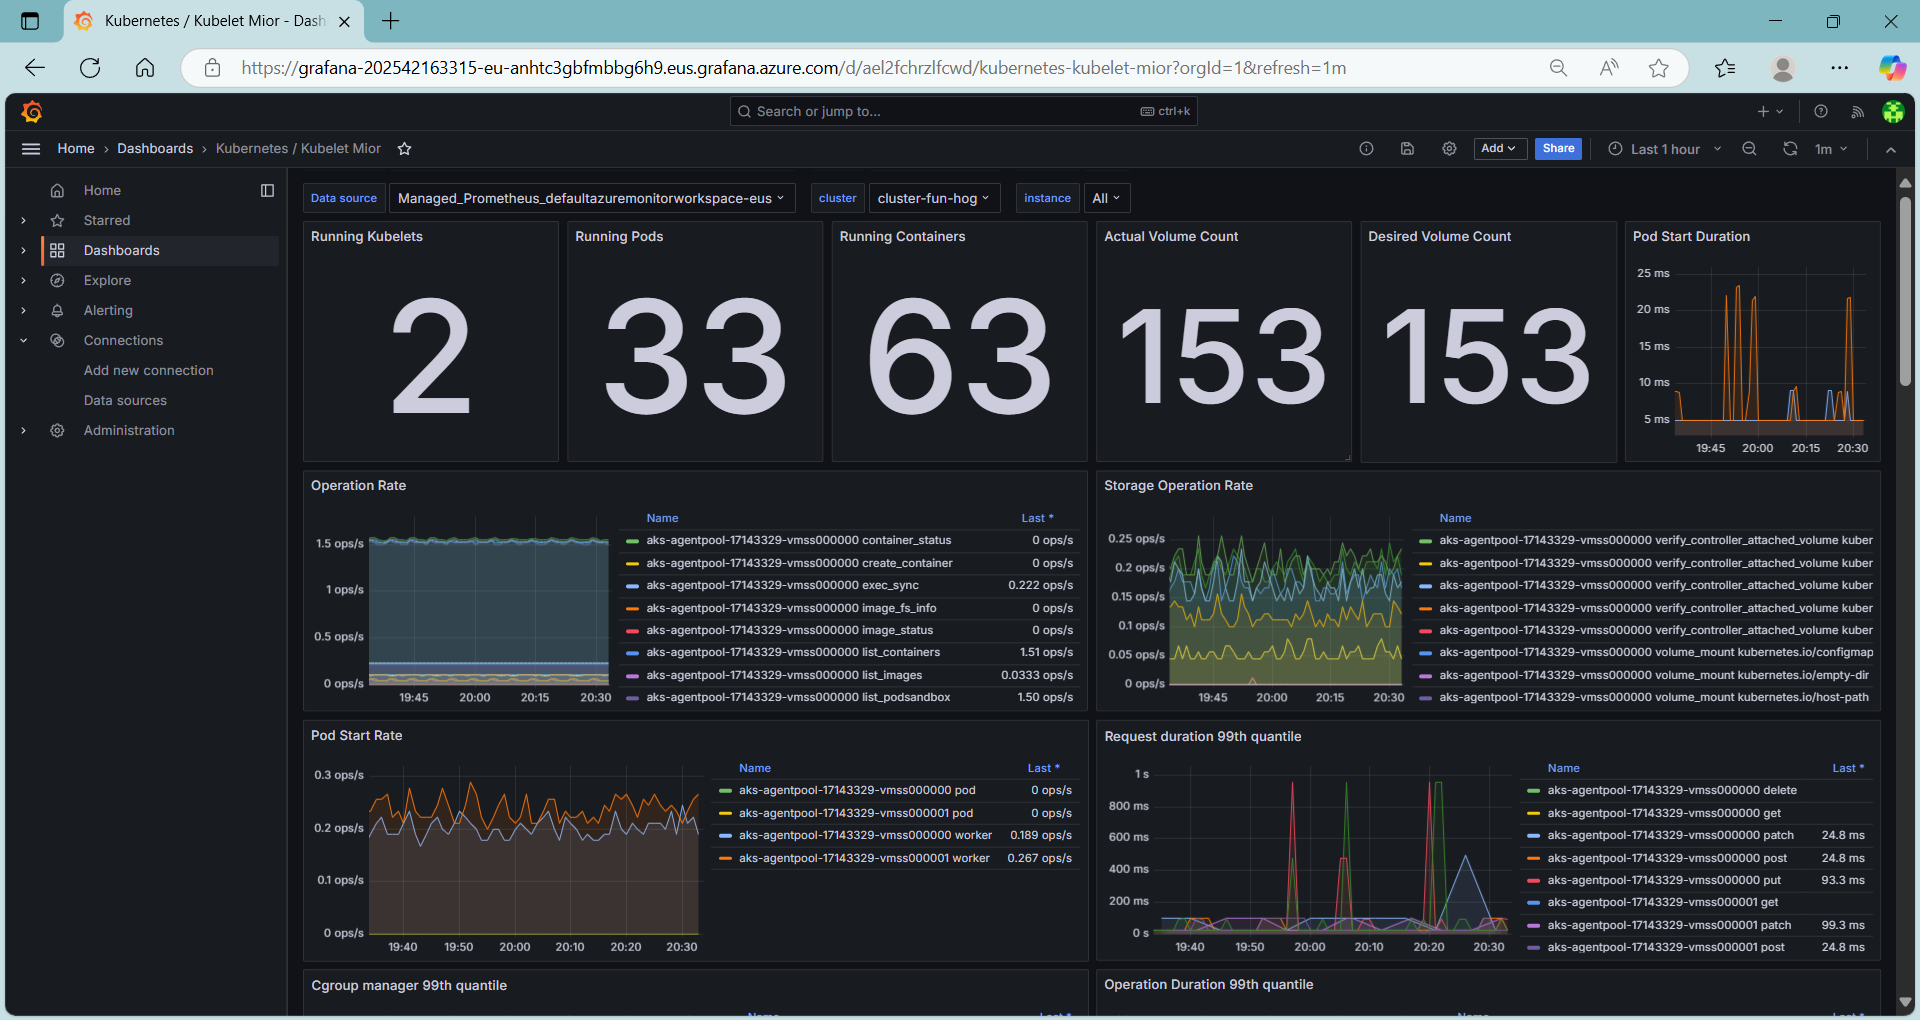 Kubernetes / Kubelet Mior - Dash
https://grafana-202542163315-eu-anhtc3gbfmbbg6h9.eus.grafana.azure.com/d/ael2fchrzlfcwd/kubernetes-kubelet-mior?orgId=1&refresh=1m
Search or jump to... ctrl+k
Home › Dashboards › Kubernetes / Kubelet Mior Add Share Last 1 hour 1m
Home
Starred
Dashboards
Explore
Alerting
Connections
Add new connection
Data sources
Administration
Data source Managed_Prometheus_defaultazuremonitorworkspace-eus cluster cluster-fun-hog instance All
Running Kubelets
2
Running Pods
33
Running Containers
63
Actual Volume Count
153
Desired Volume Count
153
Pod Start Duration
25 ms
20 ms
15 ms
10 ms
5 ms
19:45 20:00 20:15 20:30
Operation Rate
1.5 ops/s
1 ops/s
0.5 ops/s
0 ops/s
19:45 20:00 20:15 20:30
Name Last *
aks-agentpool-17143329-vmss000000 container_status 0 ops/s
aks-agentpool-17143329-vmss000000 create_container 0 ops/s
aks-agentpool-17143329-vmss000000 exec_sync 0.222 ops/s
aks-agentpool-17143329-vmss000000 image_fs_info 0 ops/s
aks-agentpool-17143329-vmss000000 image_status 0 ops/s
aks-agentpool-17143329-vmss000000 list_containers 1.51 ops/s
aks-agentpool-17143329-vmss000000 list_images 0.0333 ops/s
aks-agentpool-17143329-vmss000000 list_podsandbox 1.50 ops/s
Storage Operation Rate
0.25 ops/s
0.2 ops/s
0.15 ops/s
0.1 ops/s
0.05 ops/s
0 ops/s
19:45 20:00 20:15 20:30
Name
aks-agentpool-17143329-vmss000000 verify_controller_attached_volume kuber
aks-agentpool-17143329-vmss000000 verify_controller_attached_volume kuber
aks-agentpool-17143329-vmss000000 verify_controller_attached_volume kuber
aks-agentpool-17143329-vmss000000 verify_controller_attached_volume kuber
aks-agentpool-17143329-vmss000000 verify_controller_attached_volume kuber
aks-agentpool-17143329-vmss000000 volume_mount kubernetes.io/configmap
aks-agentpool-17143329-vmss000000 volume_mount kubernetes.io/empty-dir
aks-agentpool-17143329-vmss000000 volume_mount kubernetes.io/host-path
Pod Start Rate
0.3 ops/s
0.2 ops/s
0.1 ops/s
0 ops/s
19:40 19:50 20:00 20:10 20:20 20:30
Name Last *
aks-agentpool-17143329-vmss000000 pod 0 ops/s
aks-agentpool-17143329-vmss000001 pod 0 ops/s
aks-agentpool-17143329-vmss000000 worker 0.189 ops/s
aks-agentpool-17143329-vmss000001 worker 0.267 ops/s
Request duration 99th quantile
1 s
800 ms
600 ms
400 ms
200 ms
0 s
19:40 19:50 20:00 20:10 20:20 20:30
Name Last *
aks-agentpool-17143329-vmss000000 delete
aks-agentpool-17143329-vmss000000 get
aks-agentpool-17143329-vmss000000 patch 24.8 ms
aks-agentpool-17143329-vmss000000 post 24.8 ms
aks-agentpool-17143329-vmss000000 put 93.3 ms
aks-agentpool-17143329-vmss000001 get
aks-agentpool-17143329-vmss000001 patch 99.3 ms
aks-agentpool-17143329-vmss000001 post 24.8 ms
Cgroup manager 99th quantile
Name Last *
Operation Duration 99th quantile
Name Last *